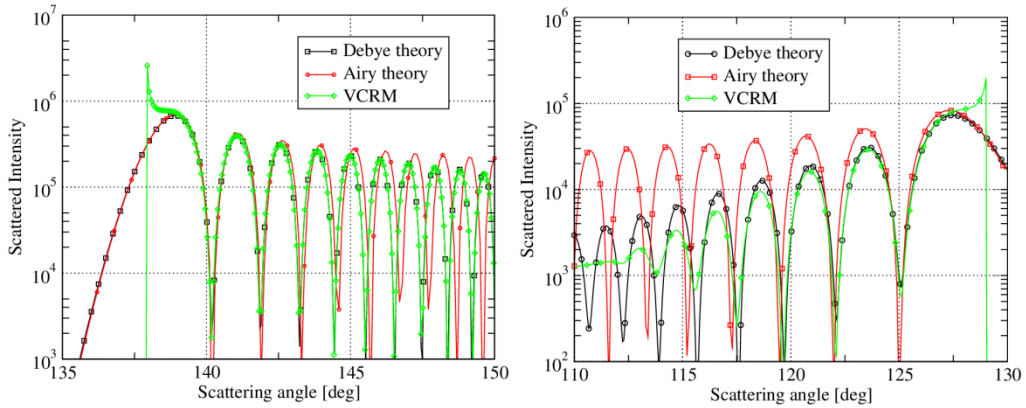 10^7
10^6
10^5
10^4
10^3
Scattered Intensity
Debye theory
Airy theory
VCRM
135
140
145
150
Scattering angle [deg]
10^6
10^5
10^4
10^3
10^2
Scattered Intensity
Debye theory
Airy theory
VCRM
110
115
120
125
130
Scattering angle [deg]